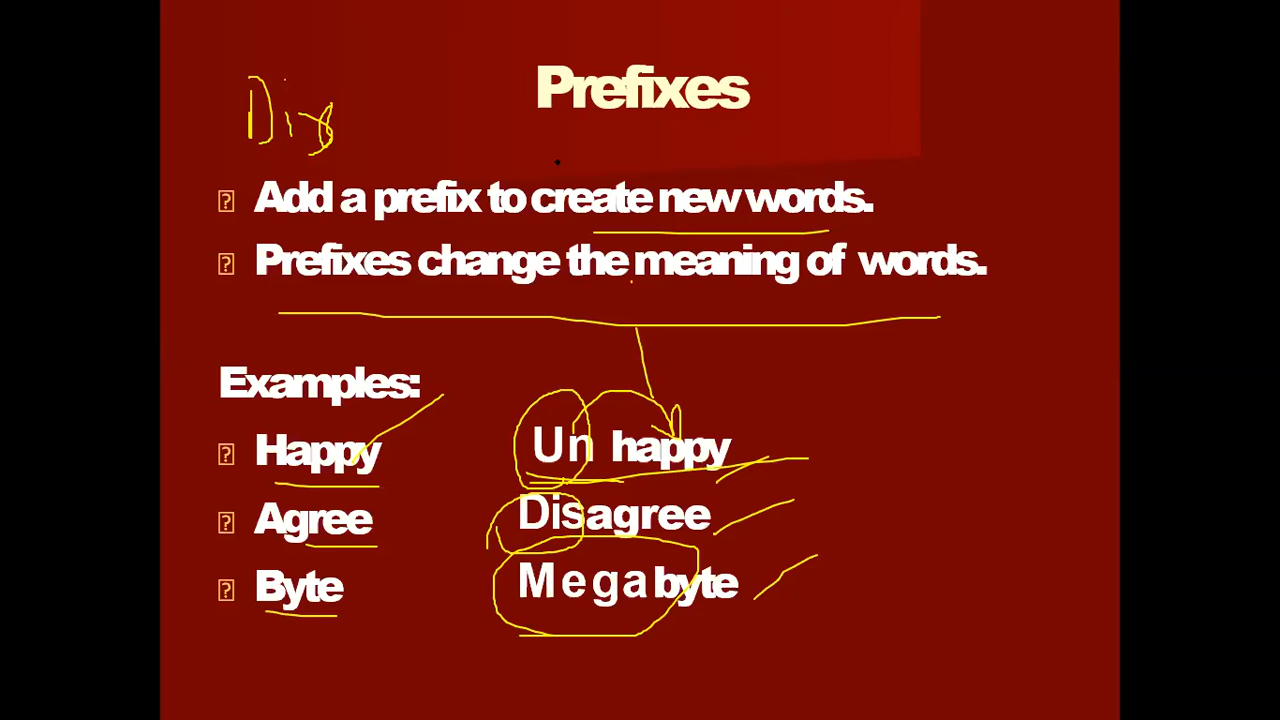 Prefixes
Dis
Add a prefix to create new words.
Prefixes change the meaning of words.
Examples:
Happy Un happy
Agree Disagree
Byte Megabyte